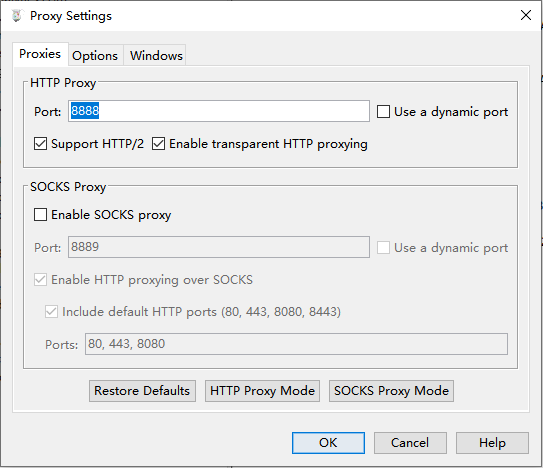 Proxy Settings
Proxies Options Windows
HTTP Proxy
Port: 8888 Use a dynamic port
Support HTTP/2 Enable transparent HTTP proxying
SOCKS Proxy
Enable SOCKS proxy
Port: 8889 Use a dynamic port
Enable HTTP proxying over SOCKS
Include default HTTP ports (80, 443, 8080, 8443)
Ports: 80, 443, 8080
Restore Defaults HTTP Proxy Mode SOCKS Proxy Mode
OK Cancel Help